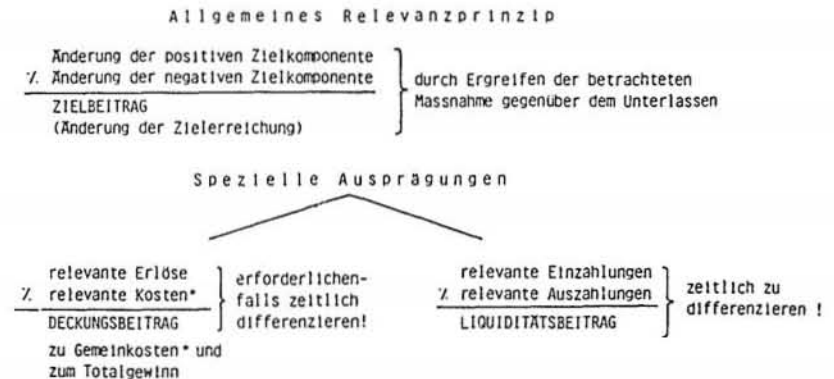 Allgemeines Relevanzprinzip
Änderung der positiven Zielkomponente
٪ Änderung der negativen Zielkomponente
ZIELBEITRAG
(Änderung der Zielerreichung)
durch Ergreifen der betrachteten
Massnahme gegenüber dem Unterlassen
Spezielle Ausprägungen
relevante Erlöse
٪ relevante Kosten*
DECKUNGSBEITRAG
zu Gemeinkosten* und
zum Totalgewinn
erforderlichen-
falls zeitlich
differenzieren!
relevante Einzahlungen
٪ relevante Auszahlungen
LIQUIDITÄTSBEITRAG
zeitlich zu
differenzieren !